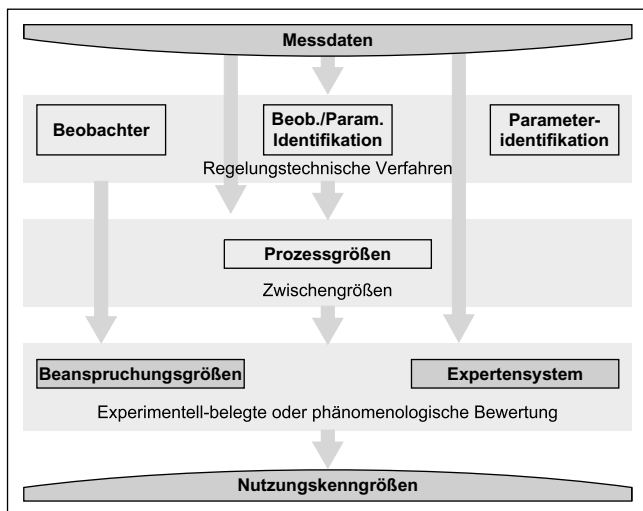 Messdaten
Beobachter
Beob./Param.
Identifikation
Parameter-
identifikation
Regelungstechnische Verfahren
Prozessgrößen
Zwischengrößen
Beanspruchungsgrößen
Expertensystem
Experimentell-belegte oder phänomenologische Bewertung
Nutzungskenngrößen